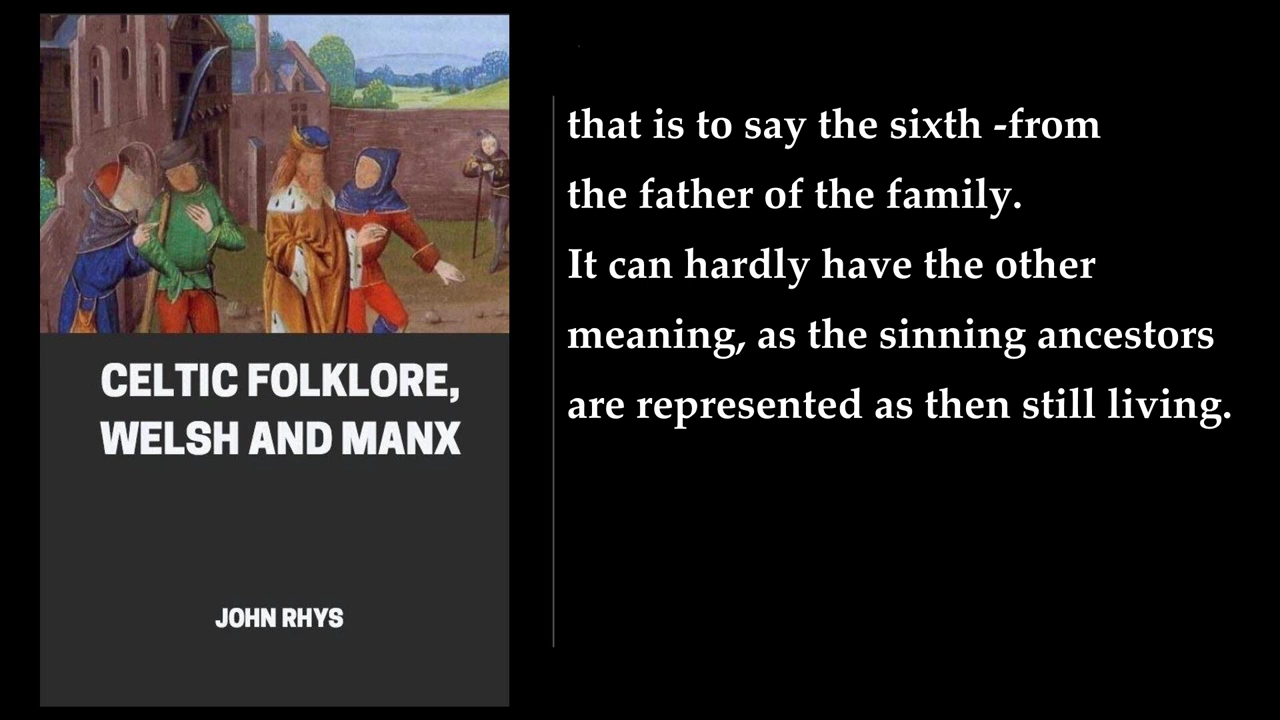 CELTIC FOLKLORE,
WELSH AND MANX
JOHN RHYS
that is to say the sixth -from
the father of the family.
It can hardly have the other
meaning, as the sinning ancestors
are represented as then still living.